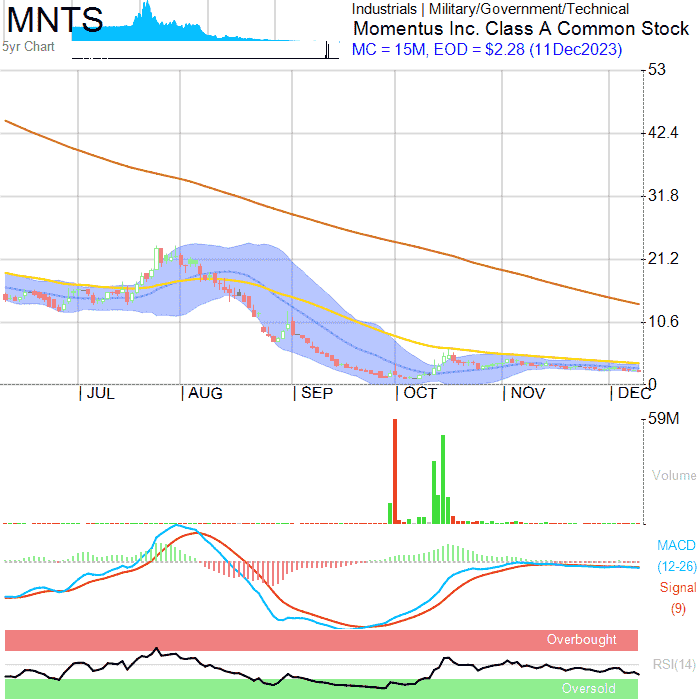 MNTS
5yr Chart
Industrials | Military/Government/Technical
Momentus Inc. Class A Common Stock
MC = 15M, EOD = $2.28 (11Dec2023)
53
42.4
31.8
21.2
10.6
0
JUL
AUG
SEP
OCT
NOV
DEC
59M
Volume
MACD
(12-26)
Signal
(9)
Overbought
RSI(14)
Oversold